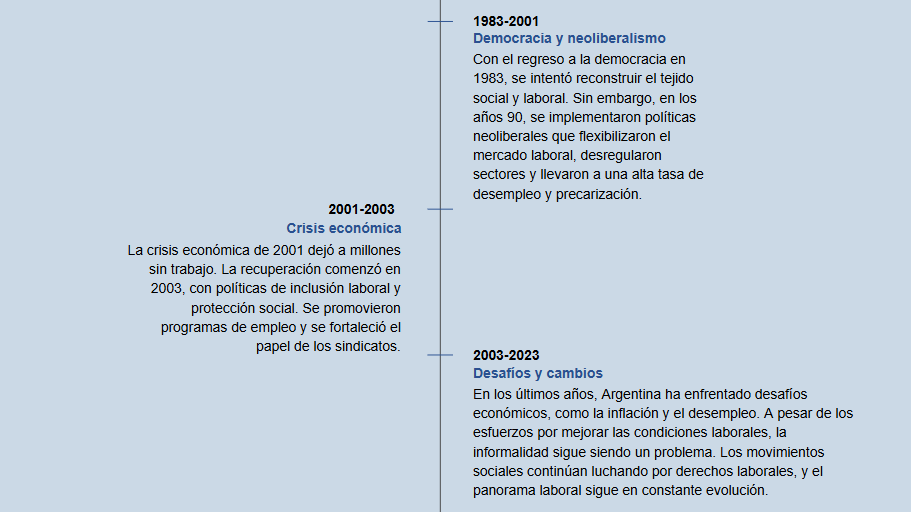 1983-2001
Democracia y neoliberalismo
Con el regreso a la democracia en
1983, se intentó reconstruir el tejido
social y laboral. Sin embargo, en los
años 90, se implementaron políticas
neoliberales que flexibilizaron el
mercado laboral, desregularon
sectores y llevaron a una alta tasa de
desempleo y precarización.
2001-2003
Crisis económica
La crisis económica de 2001 dejó a millones
sin trabajo. La recuperación comenzó en
2003, con políticas de inclusión laboral y
protección social. Se promovieron
programas de empleo y se fortaleció el
papel de los sindicatos.
2003-2023
Desafíos y cambios
En los últimos años, Argentina ha enfrentado desafíos
económicos, como la inflación y el desempleo. A pesar de los
esfuerzos por mejorar las condiciones laborales, la
informalidad sigue siendo un problema. Los movimientos
sociales continúan luchando por derechos laborales, y el
panorama laboral sigue en constante evolución.